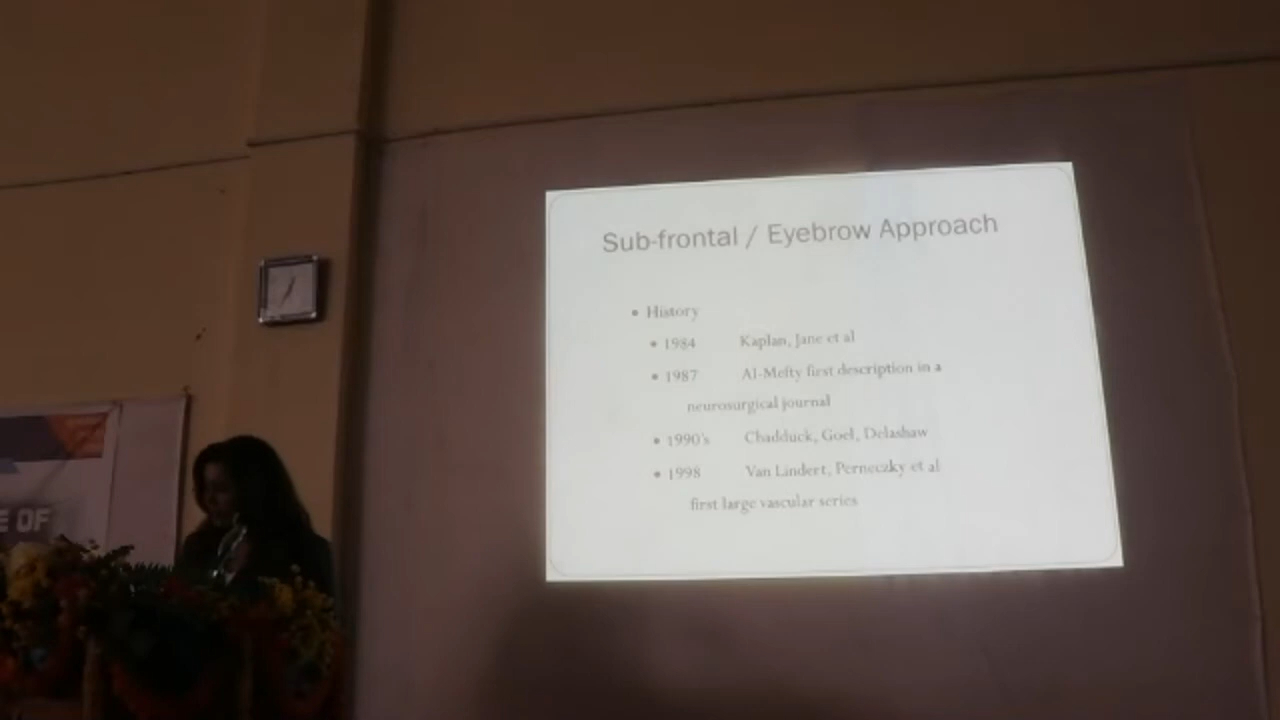 Sub-frontal / Eyebrow Approach
• History
• 1984 Kaplan, Jane et al
• 1987 Al-Mefty first description in a
neurosurgical journal
• 1990's Chadduck, Goel, Delashaw
• 1998 Van Lindert, Perneczky et al
first large vascular series
E OF